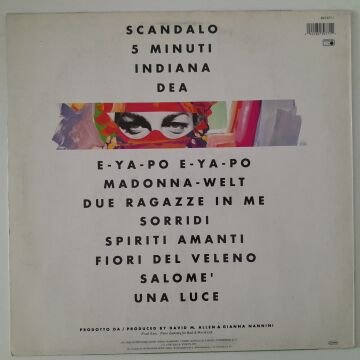 SCANDALO
5 MINUTI
INDIANA
DEA
E-YA-PO E-YA-PO
MADONNA-WELT
DUE RAGAZZE IN ME
SORRIDI
SPIRITI AMANTI
FIORI DEL VELENO
SALOME'
UNA LUCE
PRODOTTO DA/PRODUCED BY DAVID M. ALLEN & GIANNA NANNINI